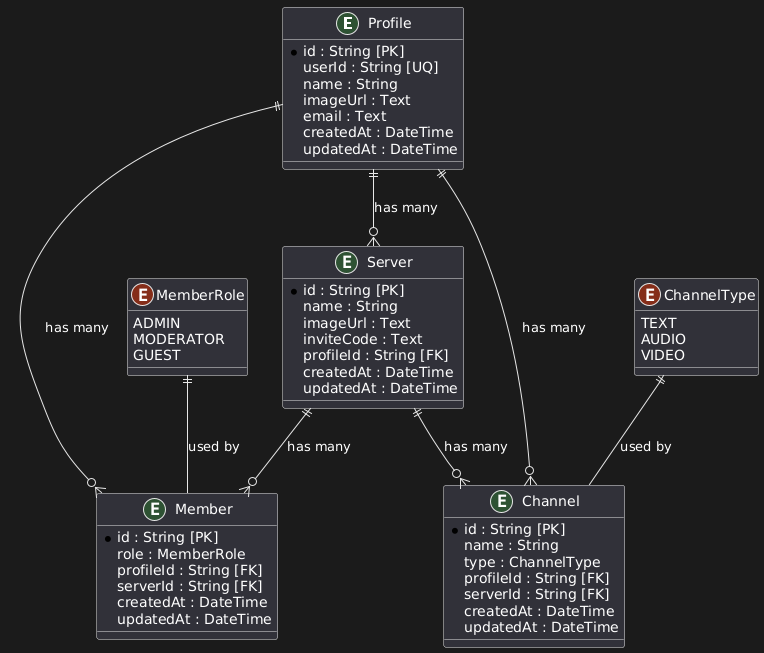 E Profile
id : String [PK]
userId : String [UQ]
name : String
imageUrl : Text
email : Text
createdAt : DateTime
updatedAt : DateTime
has many
E Server
id : String [PK]
name : String
imageUrl : Text
inviteCode : Text
profileId : String [FK]
createdAt : DateTime
updatedAt : DateTime
E MemberRole
ADMIN
MODERATOR
GUEST
E ChannelType
TEXT
AUDIO
VIDEO
has many
has many
used by
has many
has many
used by
E Member
id : String [PK]
role : MemberRole
profileId : String [FK]
serverId : String [FK]
createdAt : DateTime
updatedAt : DateTime
E Channel
id : String [PK]
name : String
type : ChannelType
profileId : String [FK]
serverId : String [FK]
createdAt : DateTime
updatedAt : DateTime